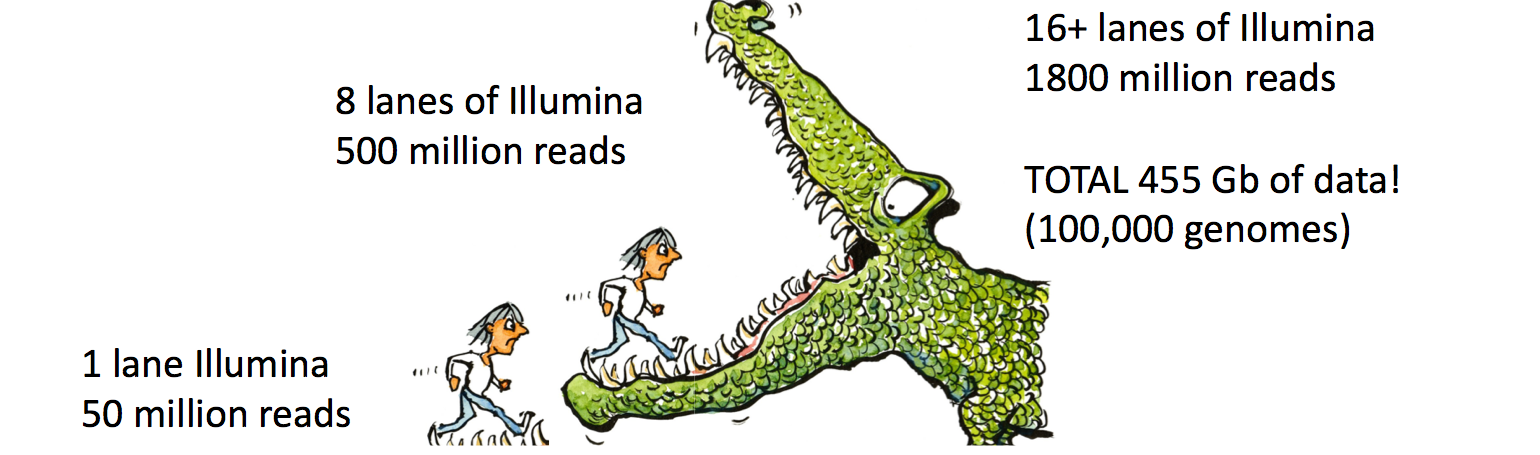 1 lane Illumina
50 million reads
8 lanes of Illumina
500 million reads
16+ lanes of Illumina
1800 million reads
TOTAL 455 Gb of data!
(100,000 genomes)